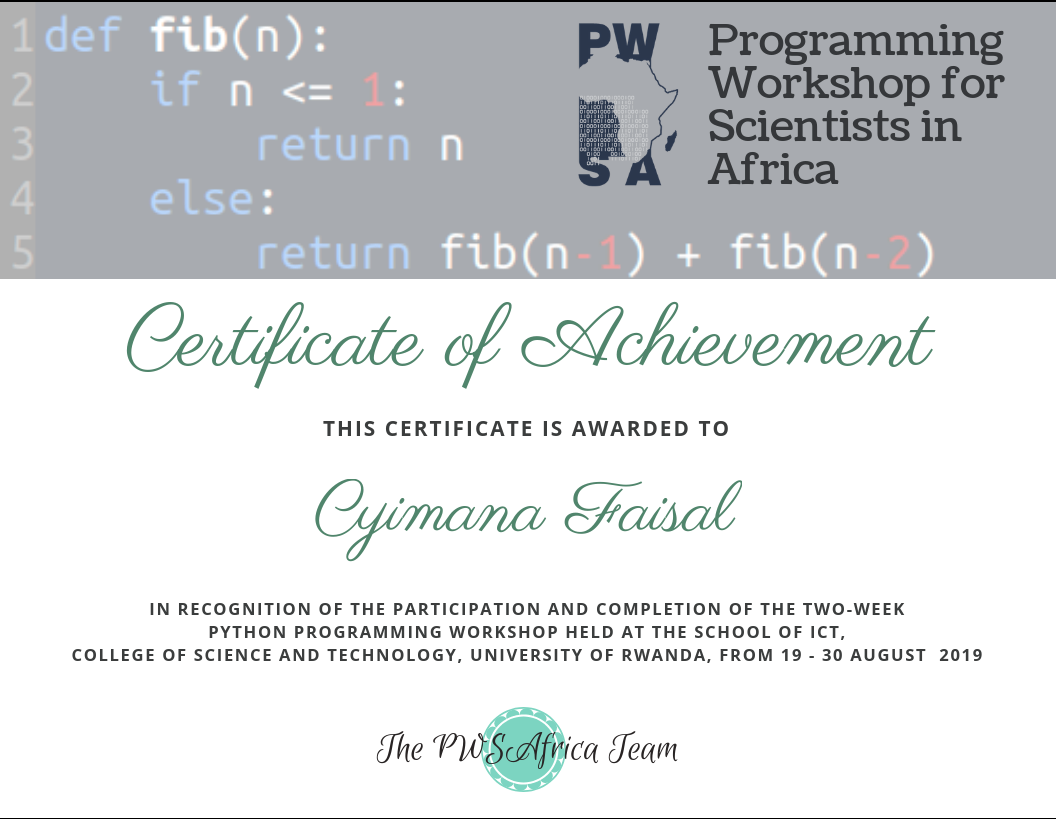 1 def fib(n):
2 if n <= 1:
3 return n
4 else:
5 return fib(n-1) + fib(n-2)
PW
S A
Programming
Workshop for
Scientists in
Africa
Certificate of Achievement
THIS CERTIFICATE IS AWARDED TO
Cyimana Faisal
IN RECOGNITION OF THE PARTICIPATION AND COMPLETION OF THE TWO-WEEK
PYTHON PROGRAMMING WORKSHOP HELD AT THE SCHOOL OF ICT,
COLLEGE OF SCIENCE AND TECHNOLOGY, UNIVERSITY OF RWANDA, FROM 19 - 30 AUGUST 2019
The PWSAfrica Team